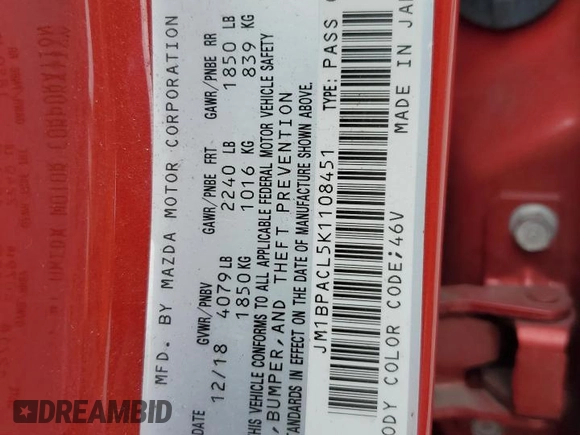 MFD. BY MAZDA MOTOR CORPORATION
GVWR/PNBV GAWR/PNBE FRT GAWR/PNBE RR
DATE 12/18 4079LB 2240 LB 1850 LB
1850KG 1016 KG 839 KG
THIS VEHICLE CONFORMS TO ALL APPLICABLE FEDERAL MOTOR VEHICLE SAFETY
, BUMPER, AND THEFT PREVENTION
STANDARDS IN EFFECT ON THE DATE OF MANUFACTURE SHOWN ABOVE.
JM1BPACL5K1108451 TYPE: PASS
ODY COLOR CODE;46V MADE IN JA
DREAMBID